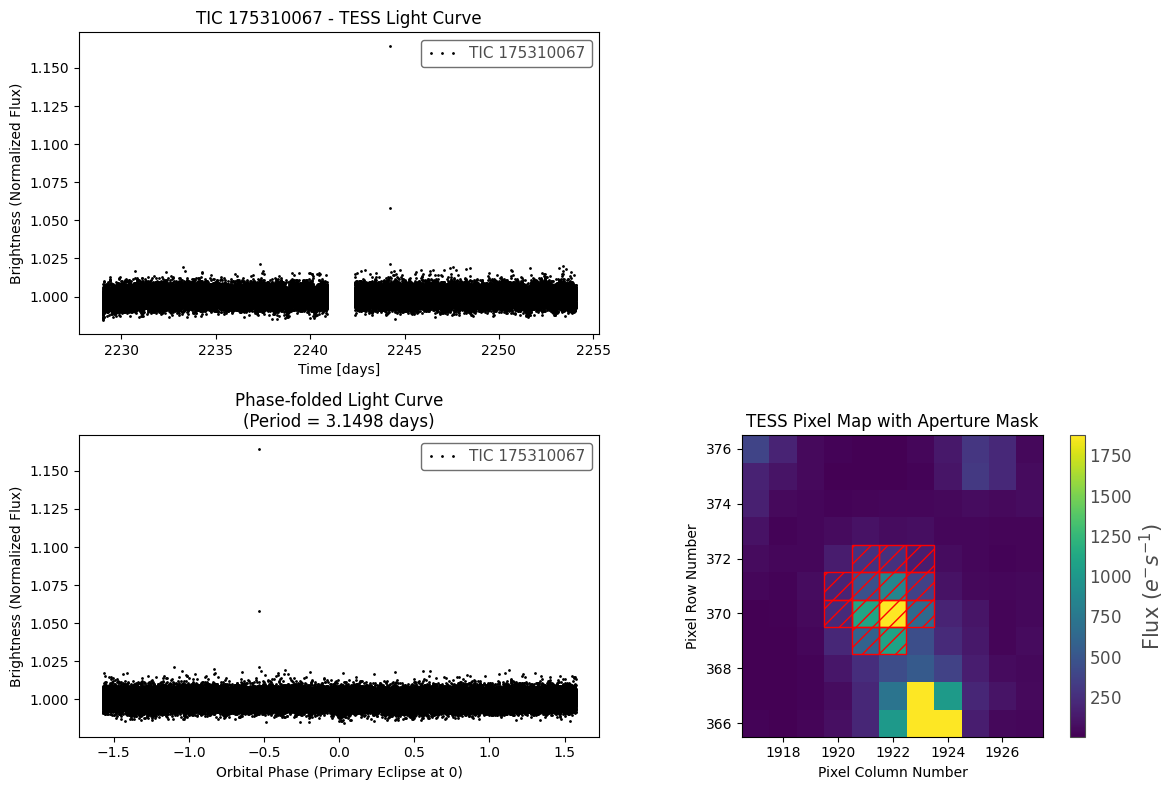 TIC 175310067 - TESS Light Curve
TIC 175310067
Brightness (Normalized Flux)
1.150
1.125
1.100
1.075
1.050
1.025
1.000
2230 2235 2240 2245 2250 2255
Time [days]
Phase-folded Light Curve
(Period = 3.1498 days)
TIC 175310067
Brightness (Normalized Flux)
1.150
1.125
1.100
1.075
1.050
1.025
1.000
−1.5 −1.0 −0.5 0.0 0.5 1.0 1.5
Orbital Phase (Primary Eclipse at 0)
TESS Pixel Map with Aperture Mask
Pixel Row Number
376
374
372
370
368
366
1918 1920 1922 1924 1926
Pixel Column Number
1750
1500
1250
1000
750
500
250
Flux (e⁻s⁻¹)